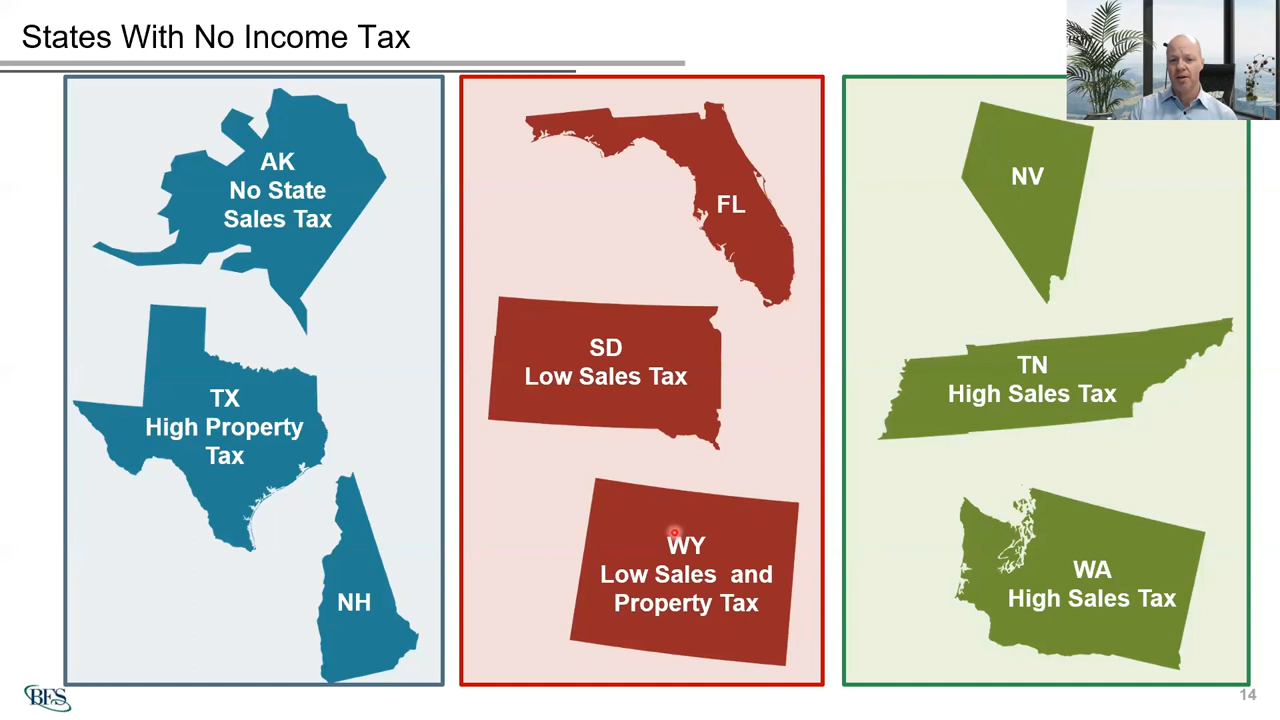 States With No Income Tax
AK
No State
Sales Tax
TX
High Property
Tax
NH
FL
SD
Low Sales Tax
WY
Low Sales and
Property Tax
NV
TN
High Sales Tax
WA
High Sales Tax
BFS
14